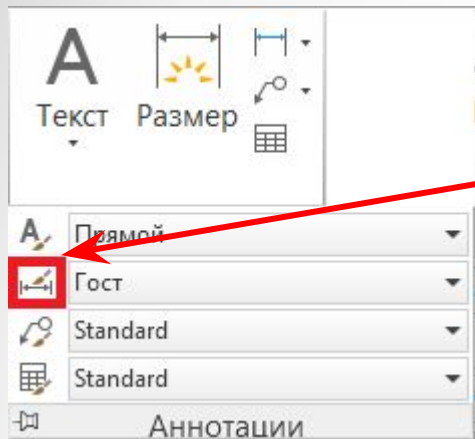 А
Текст
Размер
Прямой
Гост
Standard
Standard
Аннотации